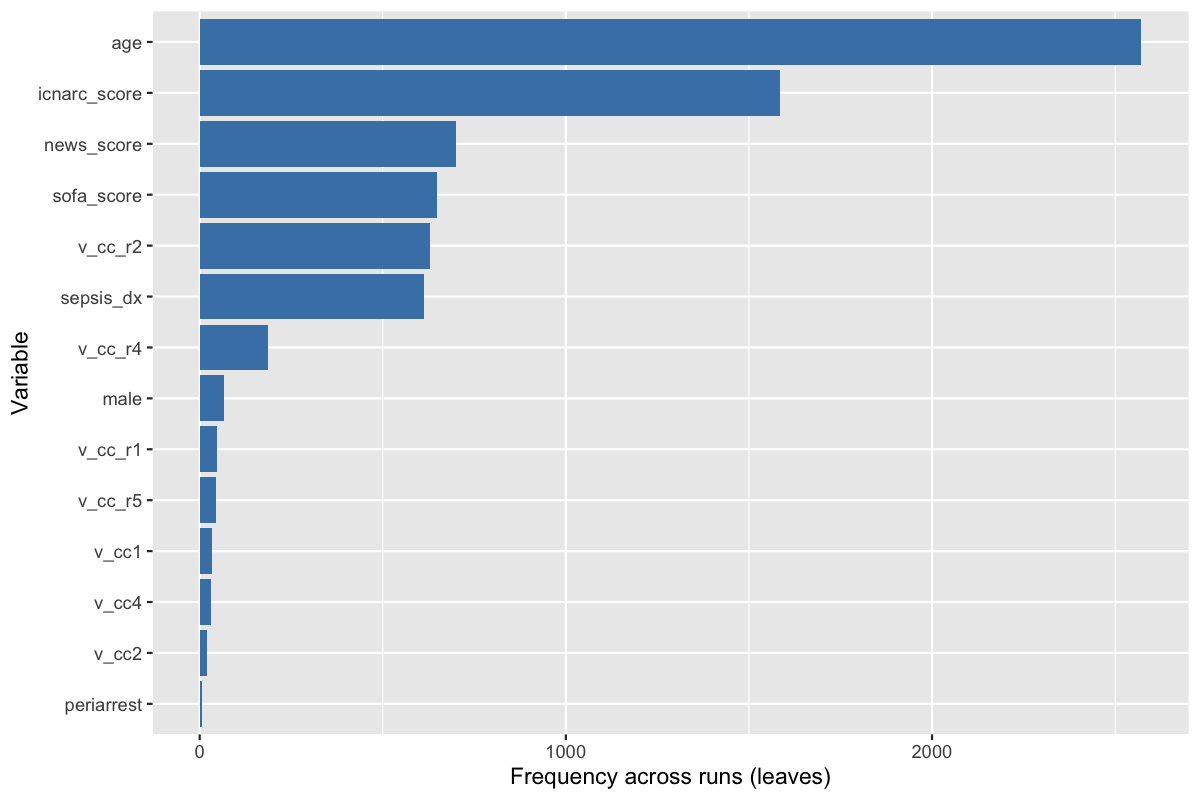 age
icnarc_score
news_score
sofa_score
v_cc_r2
sepsis_dx
v_cc_r4
male
v_cc_r1
v_cc_r5
v_cc1
v_cc4
v_cc2
periarrest
Variable
0 1000 2000
Frequency across runs (leaves)